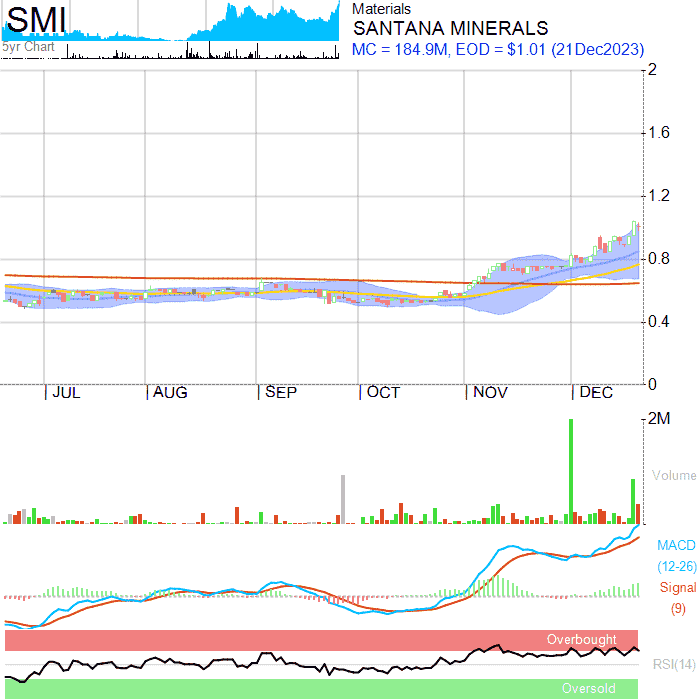 SMI
5yr Chart
Materials
SANTANA MINERALS
MC = 184.9M, EOD = $1.01 (21Dec2023)
2
1.6
1.2
0.8
0.4
0
JUL AUG SEP OCT NOV DEC
2M
Volume
MACD
(12-26)
Signal
(9)
Overbought
RSI(14)
Oversold